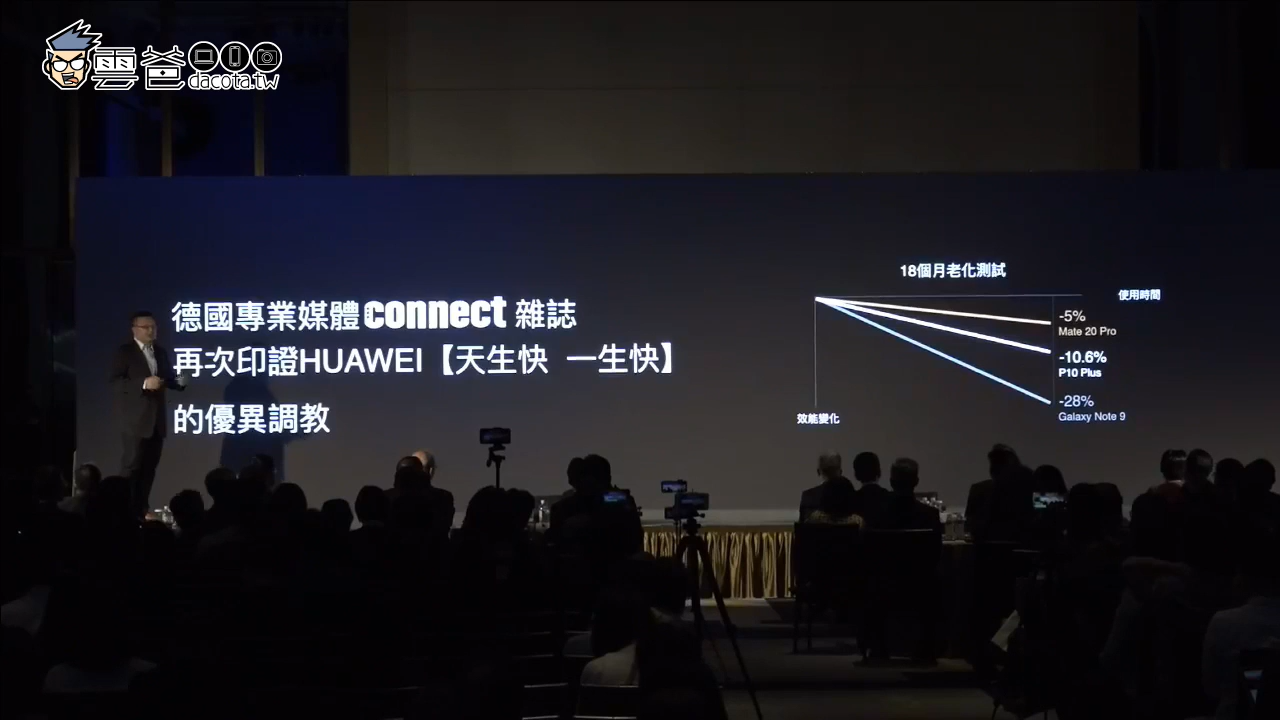 雲爸
dacota.tw
德國專業媒體connect 雜誌
再次印證HUAWEI【天生快 一生快】
的優異調教
18個月老化測試
使用時間
-5%
Mate 20 Pro
-10.6%
P10 Plus
-28%
Galaxy Note 9
效能變化